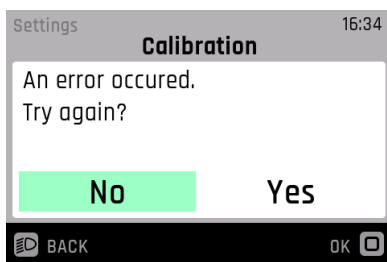 Settings 16:34
Calibration
An error occured.
Try again?
No Yes
BACK OK